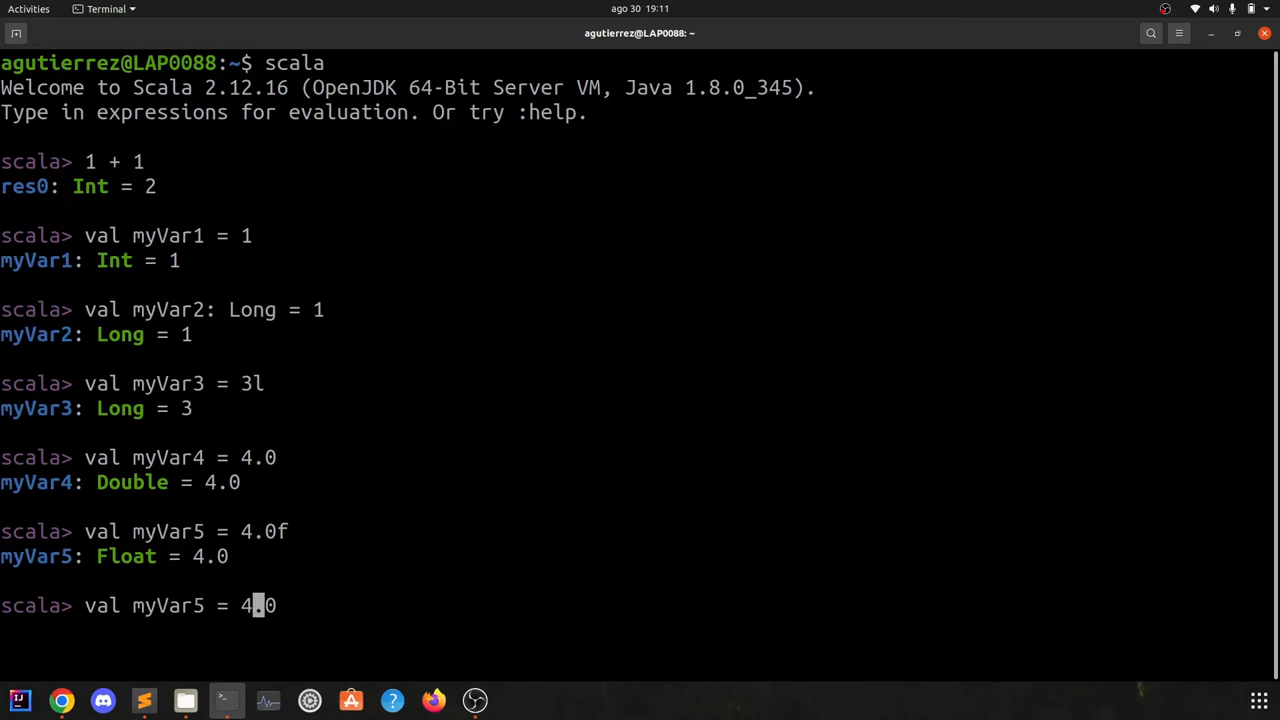 Activities
Terminal
ago 30 19:11
agutierrez@LAP0088: ~
agutierrez@LAP0088:~$ scala
Welcome to Scala 2.12.16 (OpenJDK 64-Bit Server VM, Java 1.8.0_345).
Type in expressions for evaluation. Or try :help.
scala> 1 + 1
res0: Int = 2
scala> val myVar1 = 1
myVar1: Int = 1
scala> val myVar2: Long = 1
myVar2: Long = 1
scala> val myVar3 = 3l
myVar3: Long = 3
scala> val myVar4 = 4.0
myVar4: Double = 4.0
scala> val myVar5 = 4.0f
myVar5: Float = 4.0
scala> val myVar5 = 4.0